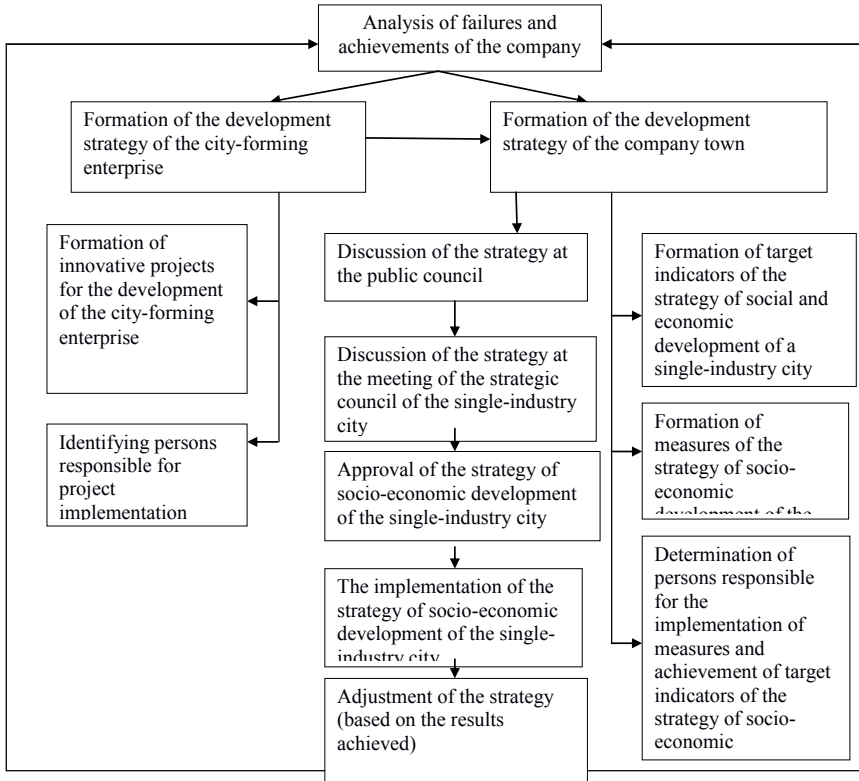 Analysis of failures and
achievements of the company
Formation of the development
strategy of the city-forming
enterprise
Formation of the development
strategy of the company town
Formation of
innovative projects
for the development
of the city-forming
enterprise
Identifying persons
responsible for
project
implementation
Discussion of the strategy at
the public council
Discussion of the strategy at
the meeting of the strategic
council of the single-industry
city
Approval of the strategy of
socio-economic development
of the single-industry city
The implementation of the
strategy of socio-economic
development of the single-
industry city
Adjustment of the strategy
(based on the results
achieved)
Formation of target
indicators of the
strategy of social and
economic
development of a
single-industry city
Formation of
measures of the
strategy of socio-
economic
development of the
Determination of
persons responsible
for the
implementation of
measures and
achievement of target
indicators of the
strategy of socio-
economic